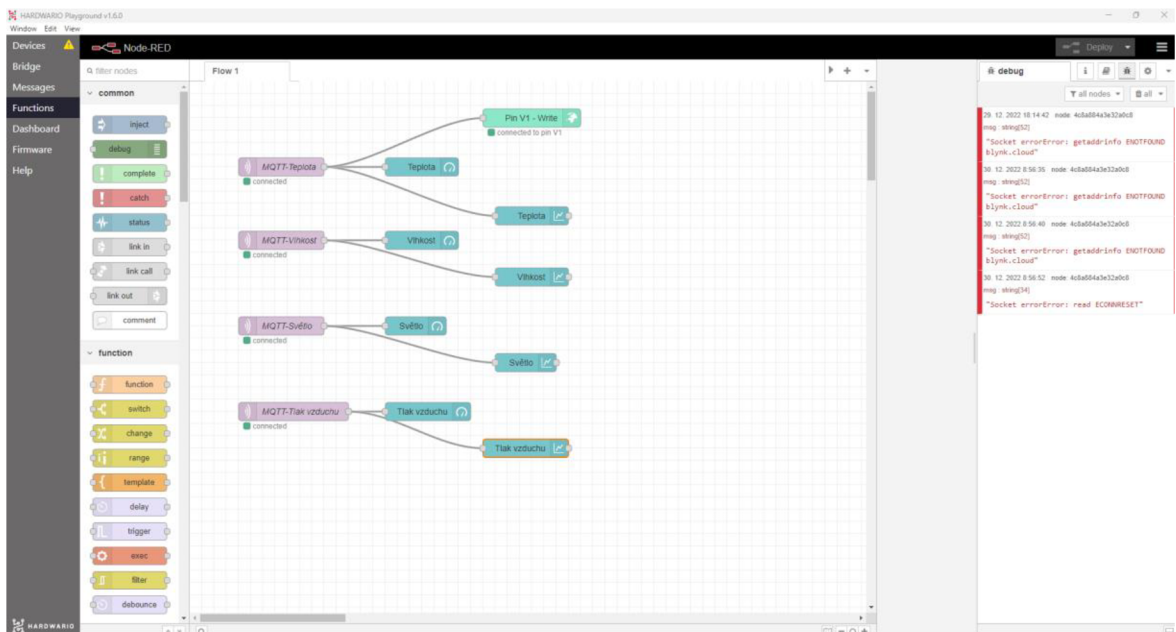 HARDWARIO Playground v1.6.0
Window Edit View
Devices
Bridge
Messages
Functions
Dashboard
Firmware
Help
HARDWARIO
Node-RED
Deploy
filter nodes
common
inject
debug
complete
catch
status
link in
link call
link out
comment
function
function
switch
change
range
template
delay
trigger
exec
filter
debounce
Flow 1
Pin V1 - Write
connected to pin V1
MQTT-Teplota
connected
Teplota
Teplota
MQTT-Vlhkost
connected
Vlhkost
Vlhkost
MQTT-Světlo
connected
Světlo
Světlo
MQTT-Tlak vzduchu
connected
Tlak vzduchu
Tlak vzduchu
debug
all nodes
all
29. 12. 2022 18:14:42 node: 4c8a884a3e32a0c8
msg : string[52]
"Socket errorError: getaddrinfo ENOTFOUND
blynk.cloud"
30. 12. 2022 8:56:35 node: 4c8a884a3e32a0c8
msg : string[52]
"Socket errorError: getaddrinfo ENOTFOUND
blynk.cloud"
30. 12. 2022 8:56:40 node: 4c8a884a3e32a0c8
msg : string[52]
"Socket errorError: getaddrinfo ENOTFOUND
blynk.cloud"
30. 12. 2022 8:56:52 node: 4c8a884a3e32a0c8
msg : string[34]
"Socket errorError: read ECONNRESET"